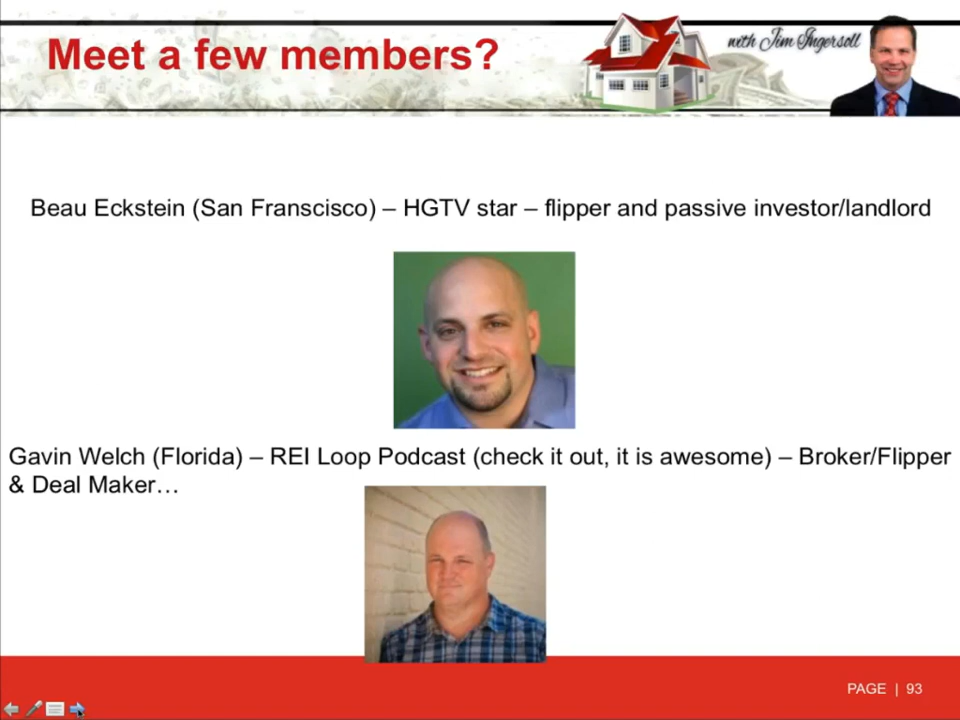 Meet a few members?
with Jim Ingersoll
Beau Eckstein (San Franscisco) – HGTV star – flipper and passive investor/landlord
Gavin Welch (Florida) – REI Loop Podcast (check it out, it is awesome) – Broker/Flipper
& Deal Maker…
PAGE | 93